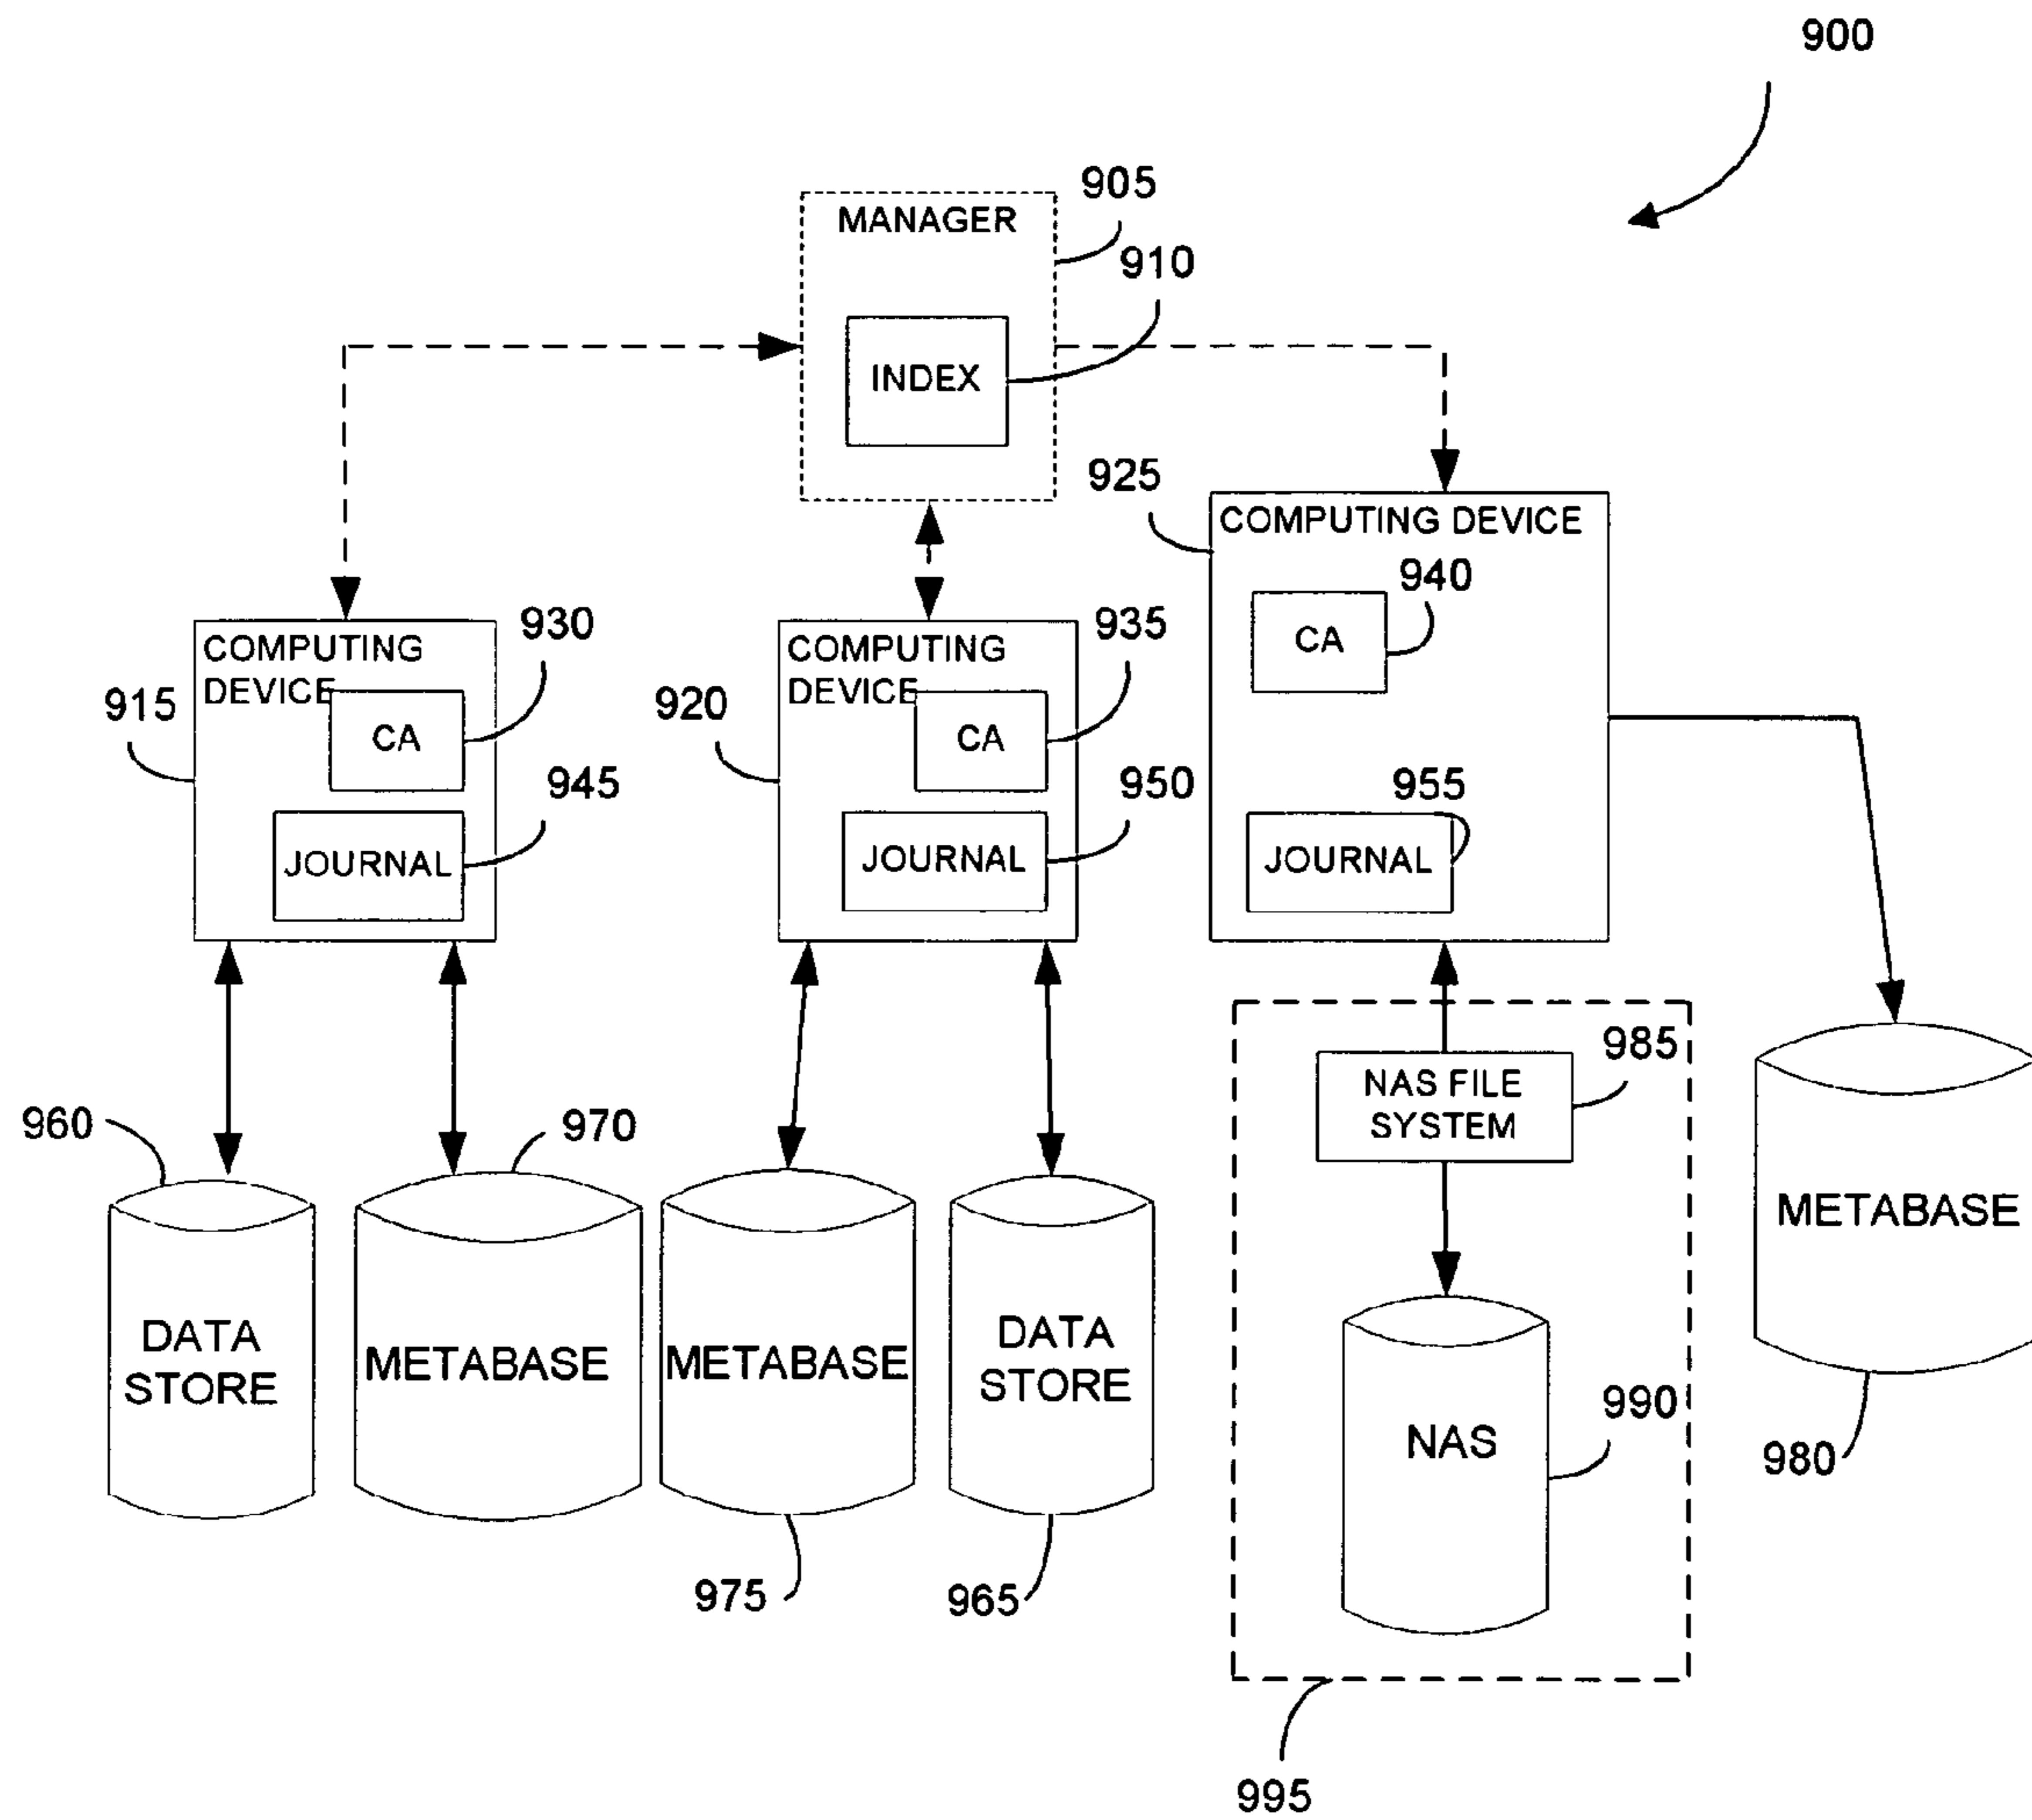 900
905
MANAGER
910
INDEX
925
COMPUTING DEVICE
940
CA
930
935
COMPUTING
DEVICE
COMPUTING
DEVICE
915
920
CA
CA
945
950
955
JOURNAL
JOURNAL
JOURNAL
985
NAS FILE
SYSTEM
960
970
METABASE
DATA
STORE
METABASE
METABASE
DATA
STORE
990
NAS
980
975
965
995